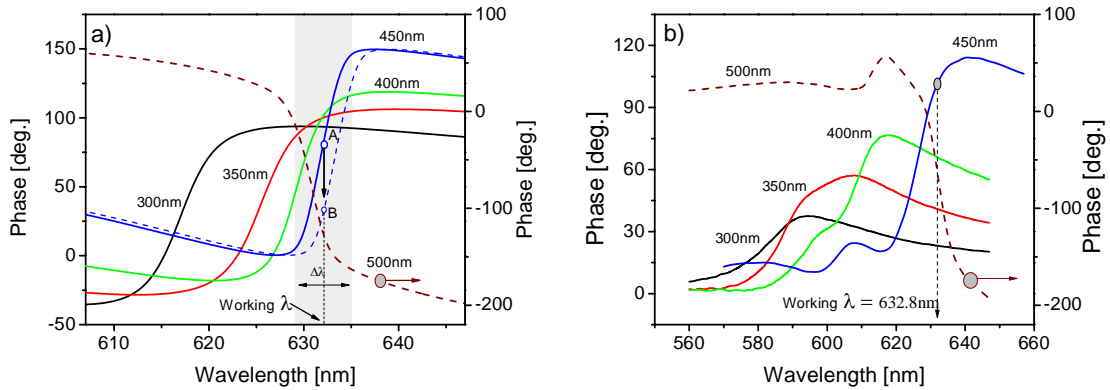 a)
150
100
50
0
-50
100
0
-100
-200
450nm
400nm
350nm
300nm
500nm
A
B
Δλ
Working λ
610 620 630 640
Wavelength [nm]
Phase [deg.]
Phase [deg.]
b)
120
90
60
30
0
100
0
-100
-200
500nm
450nm
400nm
350nm
300nm
Working λ = 632.8nm
560 580 600 620 640 660
Wavelength [nm]
Phase [deg.]
Phase [deg.]